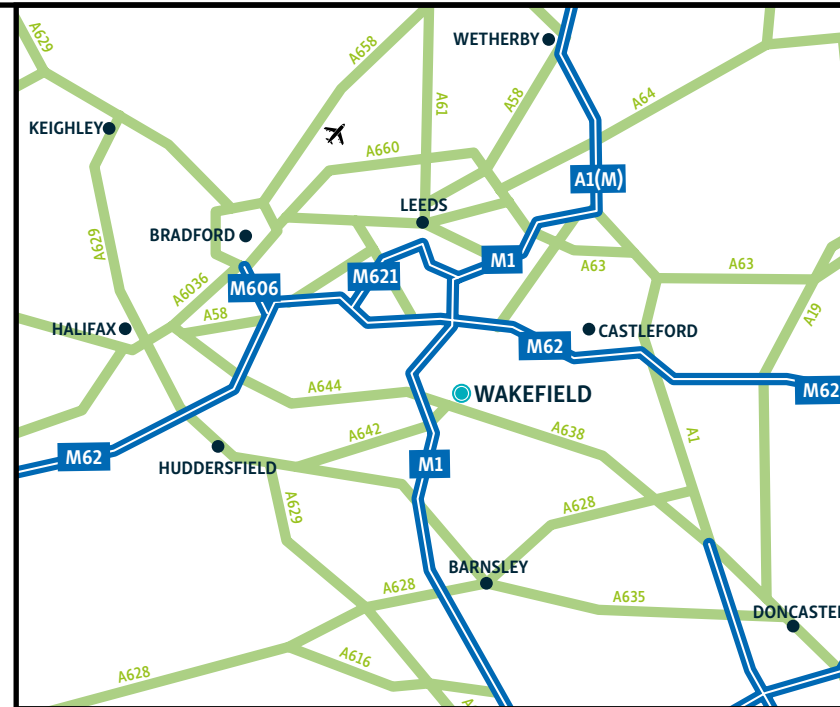 A629
A658
WETHERBY
A61
A58
A64
KEIGHLEY
A660
A1(M)
LEEDS
BRADFORD
A629
M1
A63
A63
M621
A6036
M606
A58
A19
HALIFAX
CASTLEFORD
M62
A644
WAKEFIELD
M62
A642
A638
A1
M62
HUDDERSFIELD
M1
A629
A628
BARNSLEY
A628
A635
DONCASTE
A616
A628